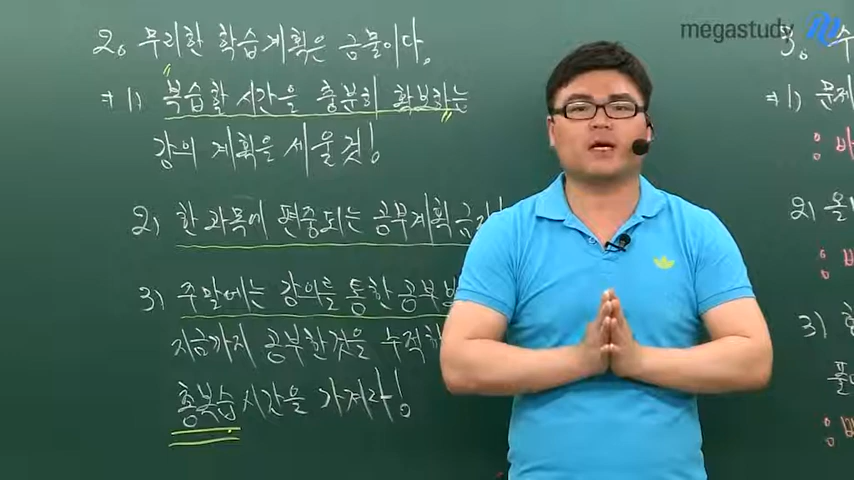 megastudy
2. 무리한 학습계획은 금물이다.
⇒ 1) 복습할 시간을 충분히 확보하는
강의 계획을 세울 것!
2) 한 과목에 편중되는 공부계획 금
3) 주말에는 강의를 통한 공부
지금까지 공부한 것을 누적
총복습 시간을 가져라!
3.
⇒ 1) 문제
2)
3)